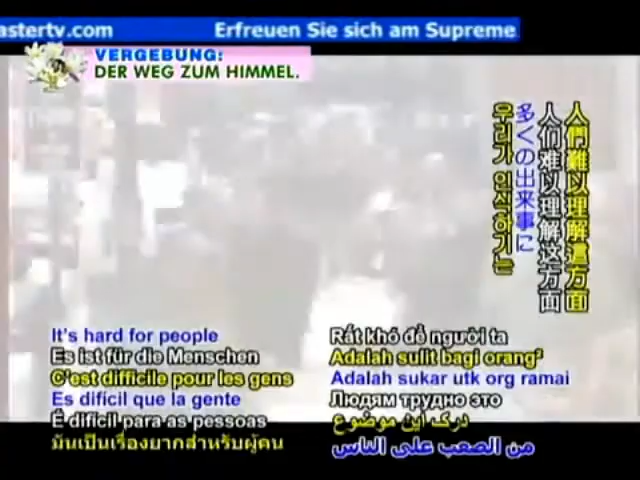 astertv.com
Erfreuen Sie sich am Supreme
VERGEBUNG:
DER WEG ZUM HIMMEL.
人們難以理解這方面
人们难以理解这方面
多くの出来事に
우리가 인식하기는
It's hard for people
Es ist für die Menschen
C'est difficile pour les gens
Es difícil que la gente
É difícil para as pessoas
มันเป็นเรื่องยากสำหรับผู้คน
Rất khó để người ta
Adalah sulit bagi orang²
Adalah sukar utk org ramai
Людям трудно это
درک این موضوع
من الصعب على الناس